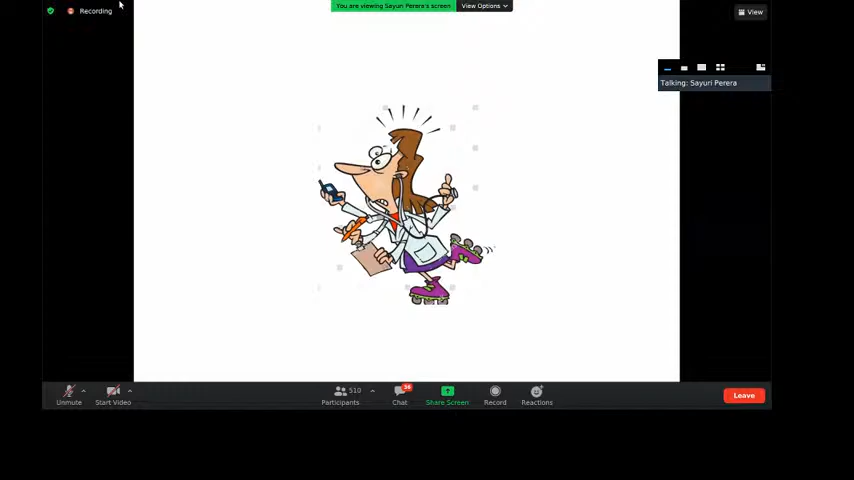 Recording
You are viewing Sayuri Perera's screen
View Options
View
Talking: Sayuri Perera
Unmute
Start Video
510
Participants
36
Chat
Share Screen
Record
Reactions
Leave